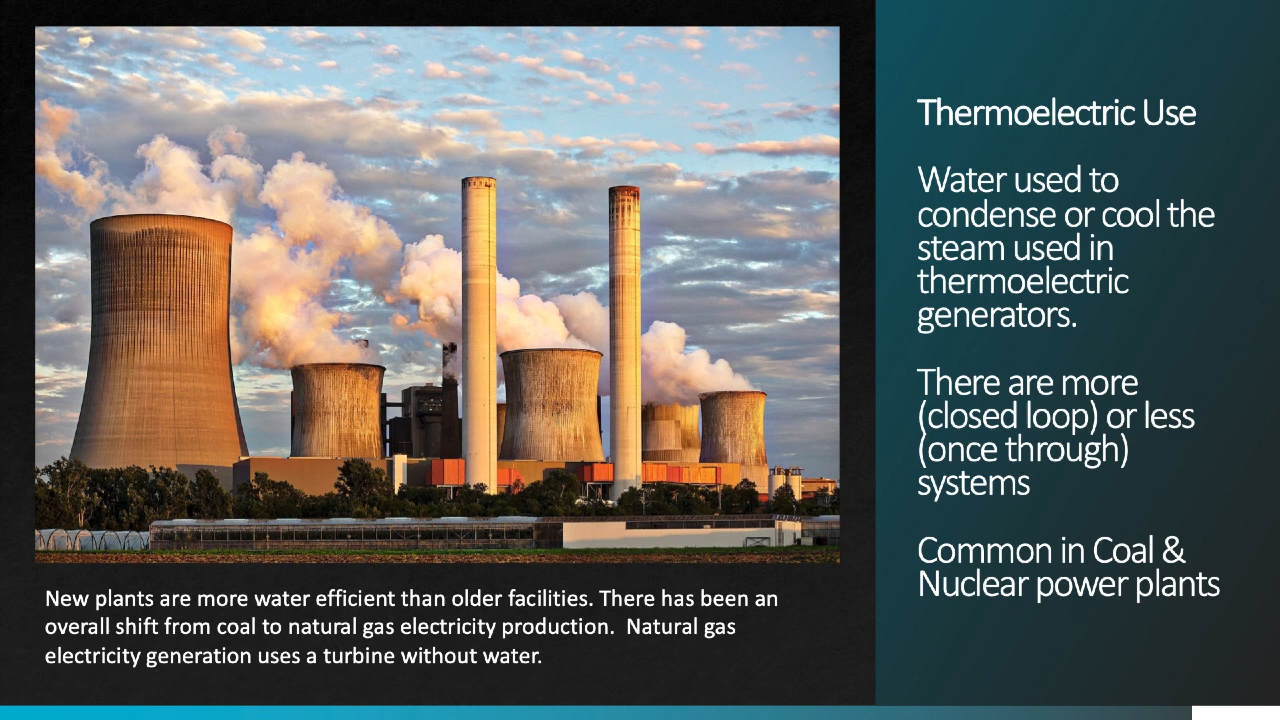 Thermoelectric Use
Water used to
condense or cool the
steam used in
thermoelectric
generators.
There are more
(closed loop) or less
(once through)
systems
Common in Coal &
Nuclear power plants
New plants are more water efficient than older facilities. There has been an
overall shift from coal to natural gas electricity production.  Natural gas
electricity generation uses a turbine without water.